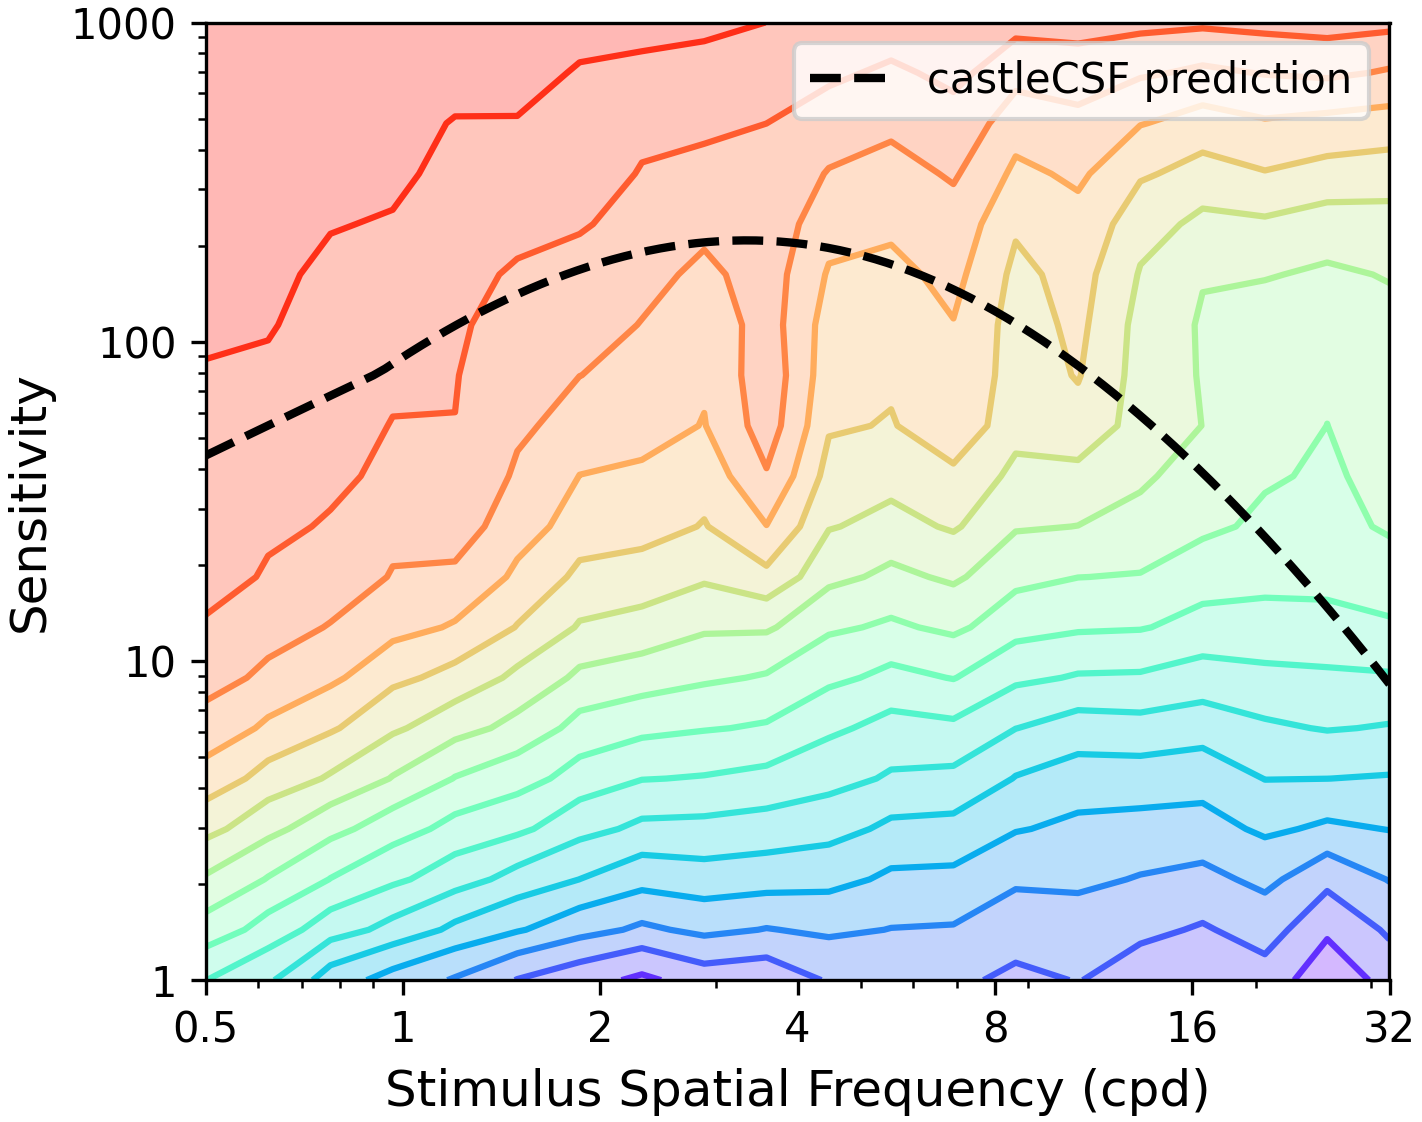 1000
castleCSF prediction
100
10
1
Sensitivity
0.5 1 2 4 8 16 32
Stimulus Spatial Frequency (cpd)